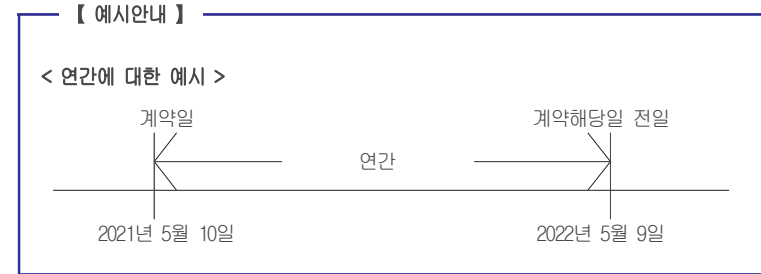 【 예시안내 】
< 연간에 대한 예시 >
계약일 계약해당일 전일
연간
2021년 5월 10일 2022년 5월 9일